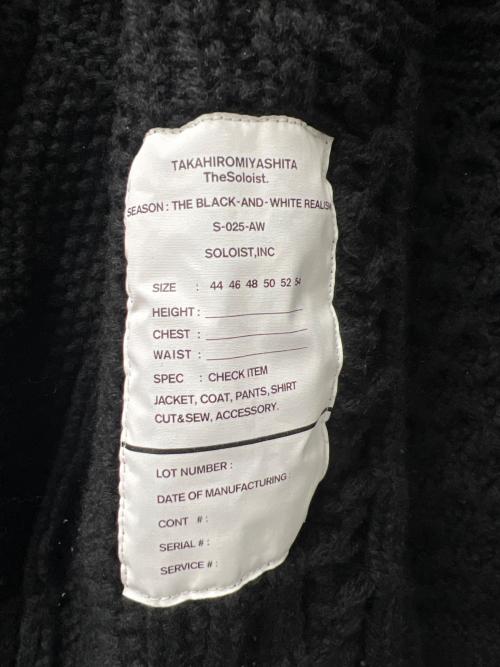 TAKAHIROMIYASHITA
TheSoloist.
SEASON : THE BLACK-AND-WHITE REALISM
S-025-AW
SOLOIST,INC
SIZE : 44 46 48 50 52 54
HEIGHT :
CHEST :
WAIST :
SPEC : CHECK ITEM
JACKET, COAT, PANTS, SHIRT
CUT&SEW, ACCESSORY.
LOT NUMBER :
DATE OF MANUFACTURING
CONT # :
SERIAL # :
SERVICE # :